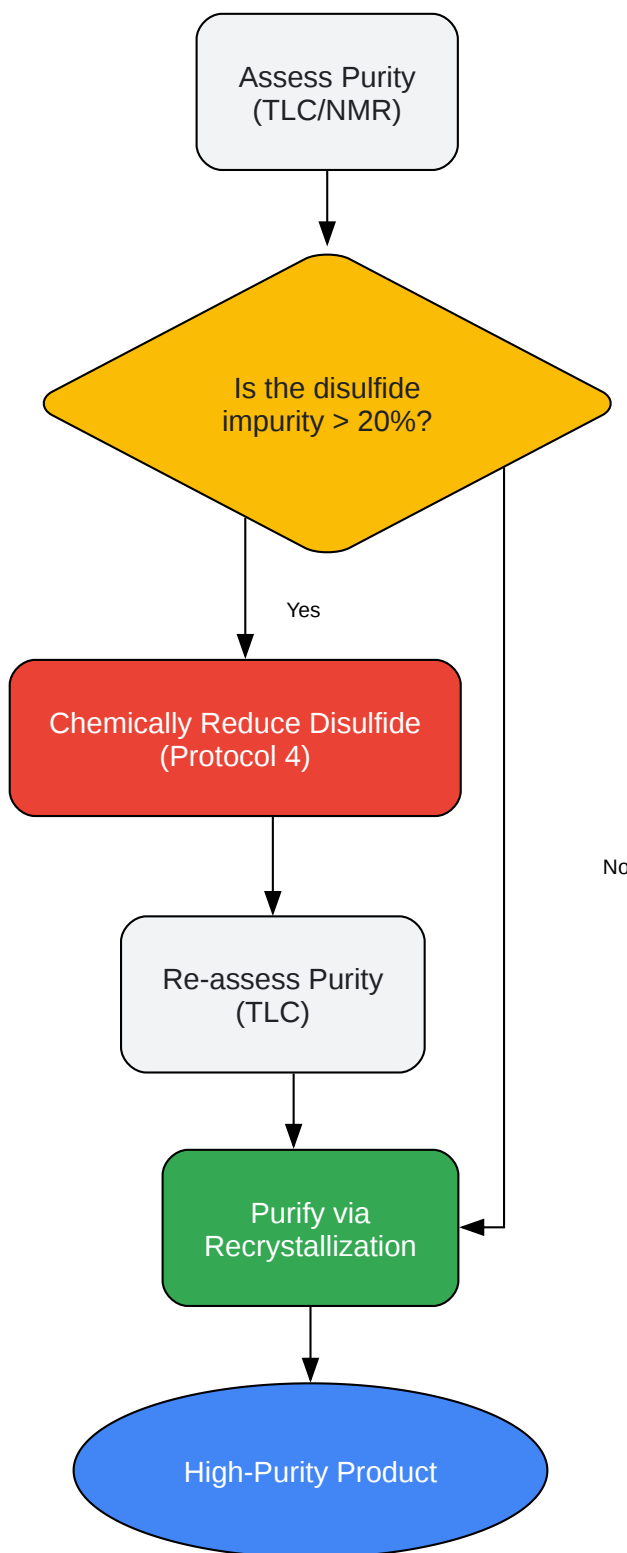 Assess Purity
(TLC/NMR)
Is the disulfide
impurity > 20%?
Yes
Chemically Reduce Disulfide
(Protocol 4)
No
Re-assess Purity
(TLC)
Purify via
Recrystallization
High-Purity Product